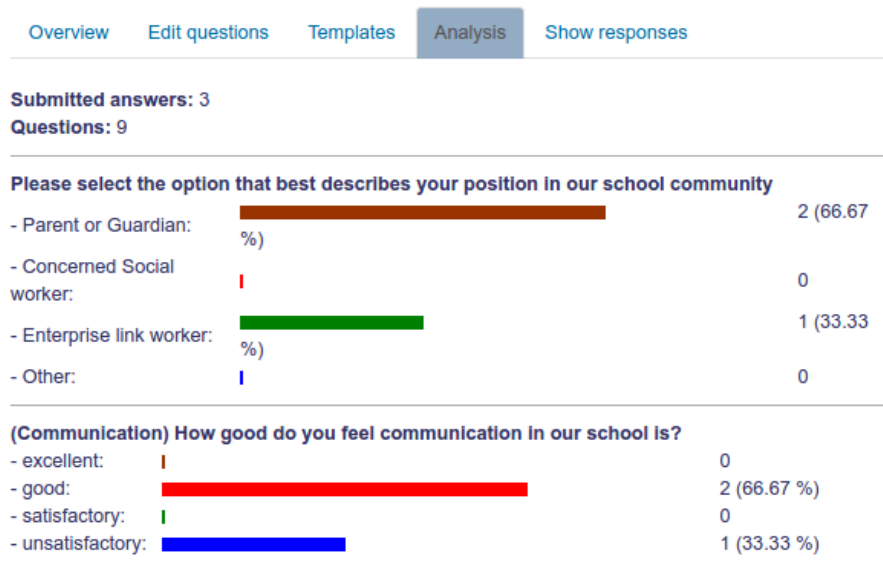 Overview Edit questions Templates Analysis Show responses
Submitted answers: 3
Questions: 9
Please select the option that best describes your position in our school community
- Parent or Guardian: 2 (66.67
%)
- Concerned Social
worker: 0
- Enterprise link worker: 1 (33.33
%)
- Other: 0
(Communication) How good do you feel communication in our school is?
- excellent: 0
- good: 2 (66.67 %)
- satisfactory: 0
- unsatisfactory: 1 (33.33 %)